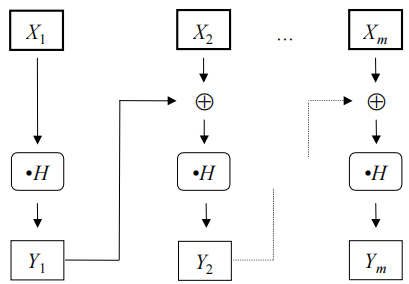 X₁ X₂ … Xₘ
⊕ ⊕
•H •H •H
Y₁ Y₂ Yₘ